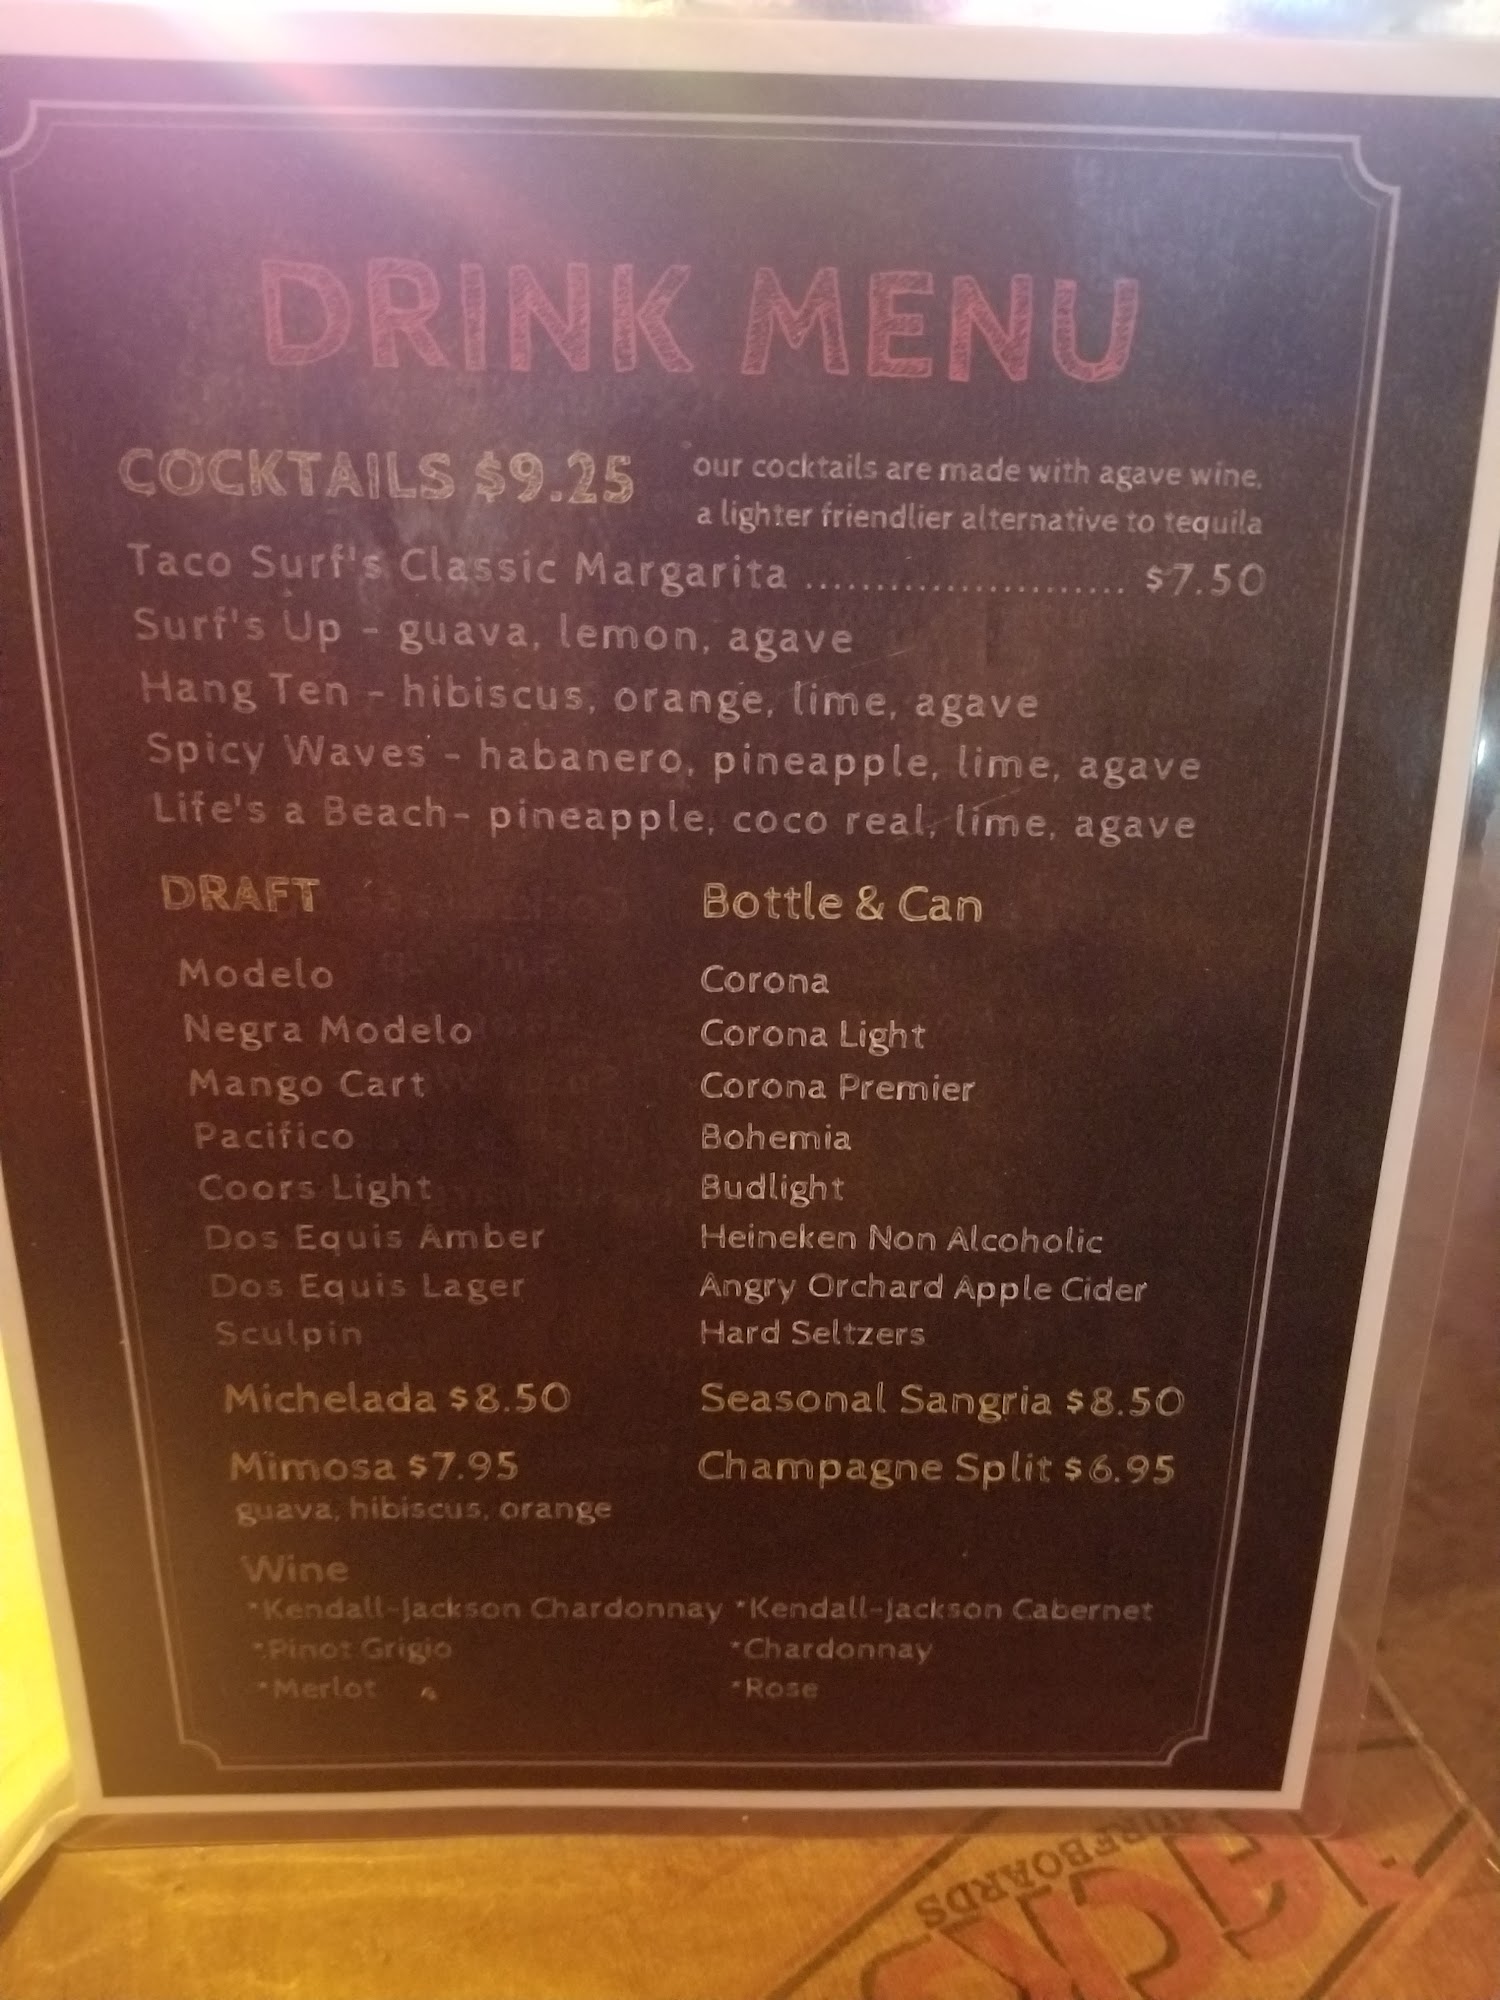 DRINK MENU
COCKTAILS $9.25
our cocktails are made with agave wine,
a lighter friendlier alternative to tequila
Taco Surf's Classic Margarita ....................... $7.50
Surf's Up - guava, lemon, agave
Hang Ten - hibiscus, orange, lime, agave
Spicy Waves - habanero, pineapple, lime, agave
Life's a Beach- pineapple, coco real, lime, agave
DRAFT
Modelo
Negra Modelo
Mango Cart
Pacifico
Coors Light
Dos Equis Amber
Dos Equis Lager
Sculpin
Bottle & Can
Corona
Corona Light
Corona Premier
Bohemia
Budlight
Heineken Non Alcoholic
Angry Orchard Apple Cider
Hard Seltzers
Michelada $8.50
Seasonal Sangria $8.50
Mimosa $7.95
guava, hibiscus, orange
Champagne Split $6.95
Wine
*Kendall-Jackson Chardonnay *Kendall-Jackson Cabernet
*Pinot Grigio *Chardonnay
*Merlot *Rose